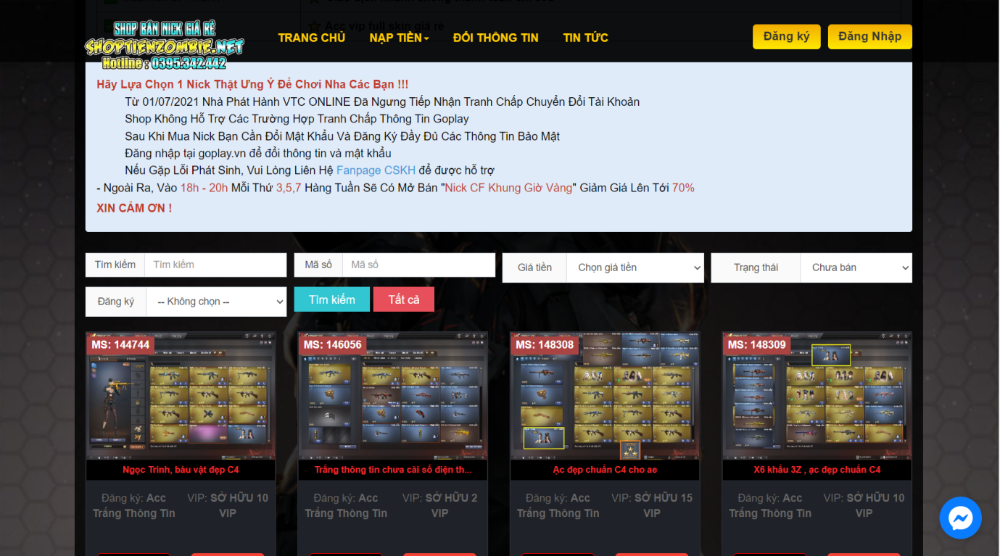 Acc vip full skin giá rẻ
SHOP BÁN NICK GIÁ RẺ
SHOPTIENZOMBIE.NET
Hotline : 0395.342.442
TRANG CHỦ
NẠP TIỀN
ĐỔI THÔNG TIN
TIN TỨC
Đăng ký
Đăng Nhập
Hãy Lựa Chọn 1 Nick Thật Ưng Ý Để Chơi Nha Các Bạn !!!
Từ 01/07/2021 Nhà Phát Hành VTC ONLINE Đã Ngưng Tiếp Nhận Tranh Chấp Chuyển Đổi Tài Khoản
Shop Không Hỗ Trợ Các Trường Hợp Tranh Chấp Thông Tin Goplay
Sau Khi Mua Nick Bạn Cần Đổi Mật Khẩu Và Đăng Ký Đầy Đủ Các Thông Tin Bảo Mật
Đăng nhập tại goplay.vn để đổi thông tin và mật khẩu
Nếu Gặp Lỗi Phát Sinh, Vui Lòng Liên Hệ Fanpage CSKH để được hỗ trợ
- Ngoài Ra, Vào 18h - 20h Mỗi Thứ 3,5,7 Hàng Tuần Sẽ Có Mở Bán "Nick CF Khung Giờ Vàng" Giảm Giá Lên Tới 70%
XIN CẢM ƠN !
Tìm kiếm
Tìm kiếm
Mã số
Mã số
Giá tiền
Chọn giá tiền
Trạng thái
Chưa bán
Đăng ký
-- Không chọn --
Tìm kiếm
Tất cả
MS: 144744
MS: 146056
MS: 148308
MS: 148309
Ngọc Trinh, báu vật đẹp C4
Trắng thông tin chưa cài số điện th...
Ạc đẹp chuẩn C4 cho ae
X6 khẩu 3Z , ạc đẹp chuẩn C4
Đăng ký: Acc Trắng Thông Tin
VIP: SỞ HỮU 10 VIP
Đăng ký: Acc Trắng Thông Tin
VIP: SỞ HỮU 2 VIP
Đăng ký: Acc Trắng Thông Tin
VIP: SỞ HỮU 15 VIP
Đăng ký: Acc Trắng Thông Tin
VIP: SỞ HỮU 10 VIP